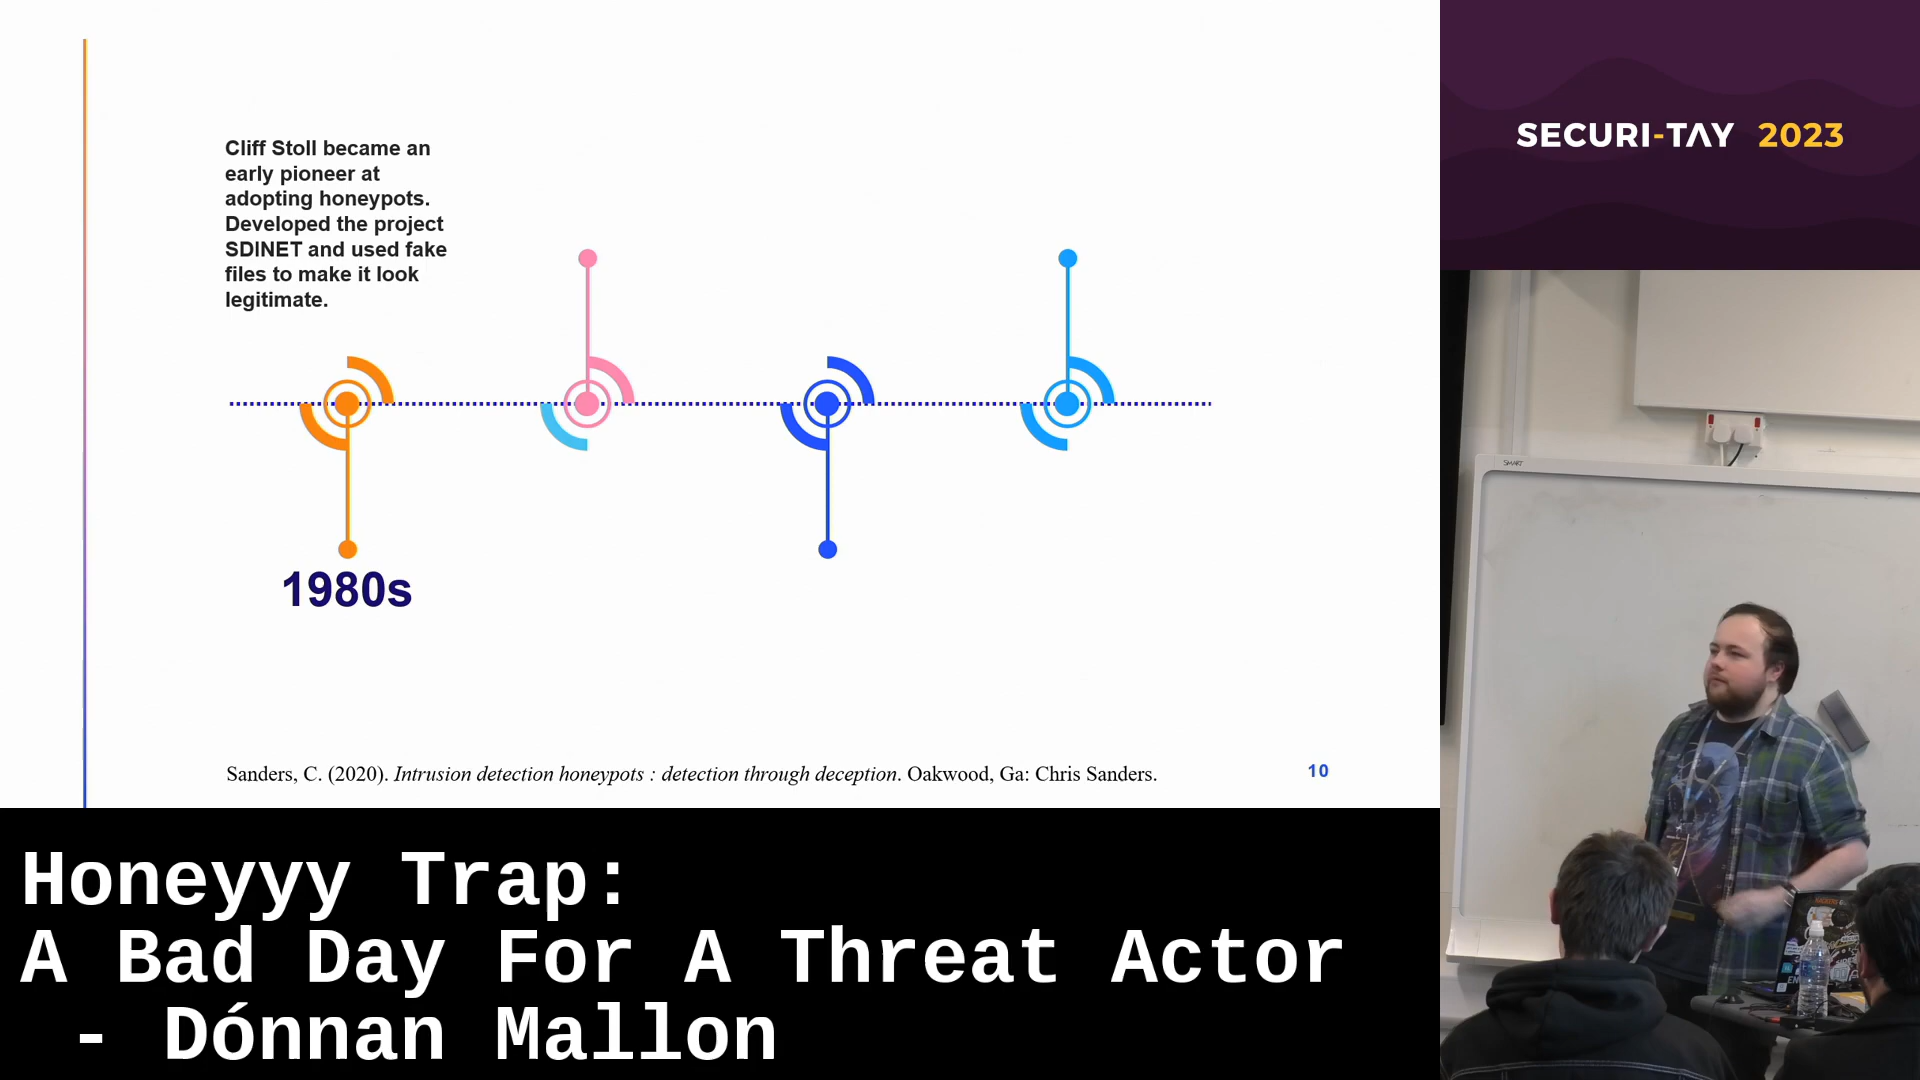 Cliff Stoll became an
early pioneer at
adopting honeypots.
Developed the project
SDINET and used fake
files to make it look
legitimate.
1980s
Sanders, C. (2020). Intrusion detection honeypots : detection through deception. Oakwood, Ga: Chris Sanders.
10
SECURI-TAY 2023
SMART
Honeyyy Trap:
A Bad Day For A Threat Actor
- Dónnan Mallon